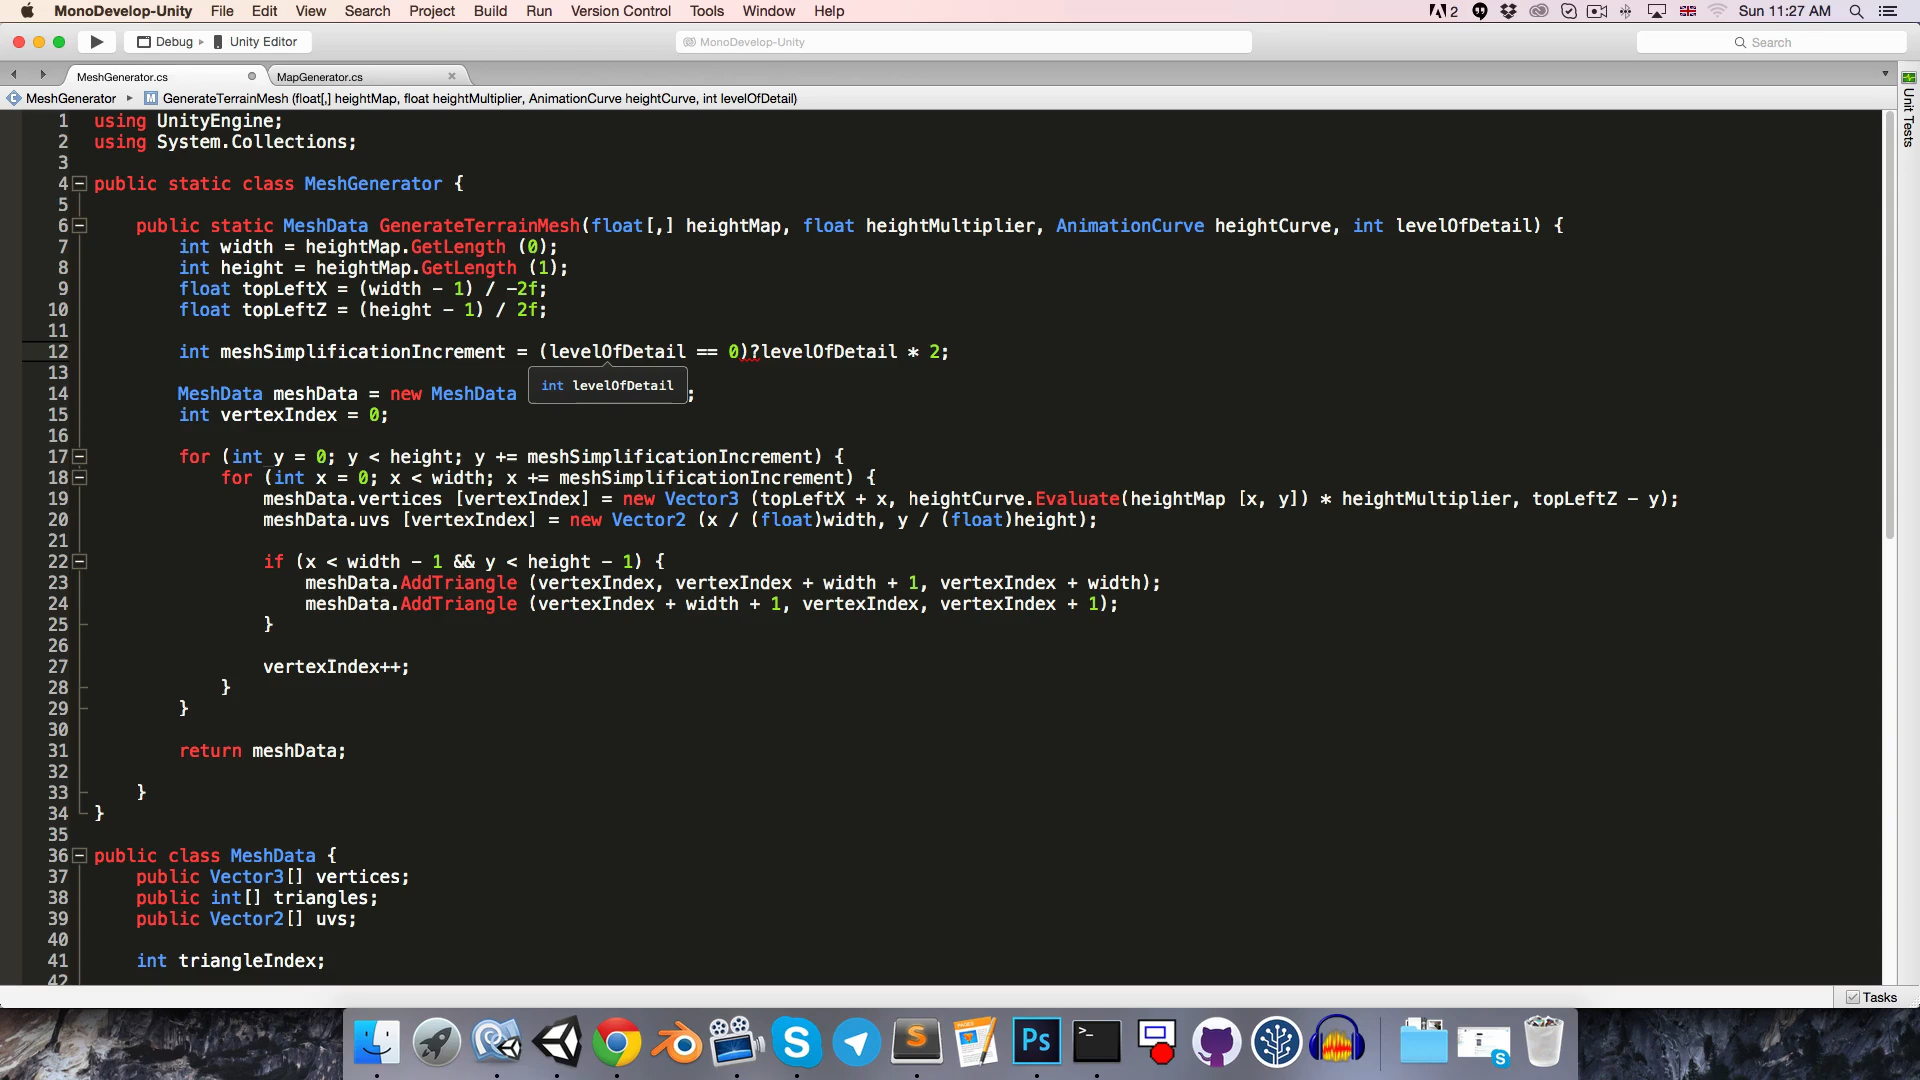 MonoDevelop-Unity File Edit View Search Project Build Run Version Control Tools Window Help 2 Sun 11:27 AM
Debug Unity Editor MonoDevelop-Unity Search
MeshGenerator.cs MapGenerator.cs
MeshGenerator M GenerateTerrainMesh (float[,] heightMap, float heightMultiplier, AnimationCurve heightCurve, int levelOfDetail)
Unit Tests
1 using UnityEngine;
2 using System.Collections;
3
4 public static class MeshGenerator {
5
6 public static MeshData GenerateTerrainMesh(float[,] heightMap, float heightMultiplier, AnimationCurve heightCurve, int levelOfDetail) {
7 int width = heightMap.GetLength (0);
8 int height = heightMap.GetLength (1);
9 float topLeftX = (width - 1) / -2f;
10 float topLeftZ = (height - 1) / 2f;
11
12 int meshSimplificationIncrement = (levelOfDetail == 0)?levelOfDetail * 2;
13
int levelOfDetail
14 MeshData meshData = new MeshData ;
15 int vertexIndex = 0;
16
17 for (int y = 0; y < height; y += meshSimplificationIncrement) {
18 for (int x = 0; x < width; x += meshSimplificationIncrement) {
19 meshData.vertices [vertexIndex] = new Vector3 (topLeftX + x, heightCurve.Evaluate(heightMap [x, y]) * heightMultiplier, topLeftZ - y);
20 meshData.uvs [vertexIndex] = new Vector2 (x / (float)width, y / (float)height);
21
22 if (x < width - 1 && y < height - 1) {
23 meshData.AddTriangle (vertexIndex, vertexIndex + width + 1, vertexIndex + width);
24 meshData.AddTriangle (vertexIndex + width + 1, vertexIndex, vertexIndex + 1);
25 }
26
27 vertexIndex++;
28 }
29 }
30
31 return meshData;
32
33 }
34 }
35
36 public class MeshData {
37 public Vector3[] vertices;
38 public int[] triangles;
39 public Vector2[] uvs;
40
41 int triangleIndex;
42
Tasks
PAGES
S S Ps >_ S